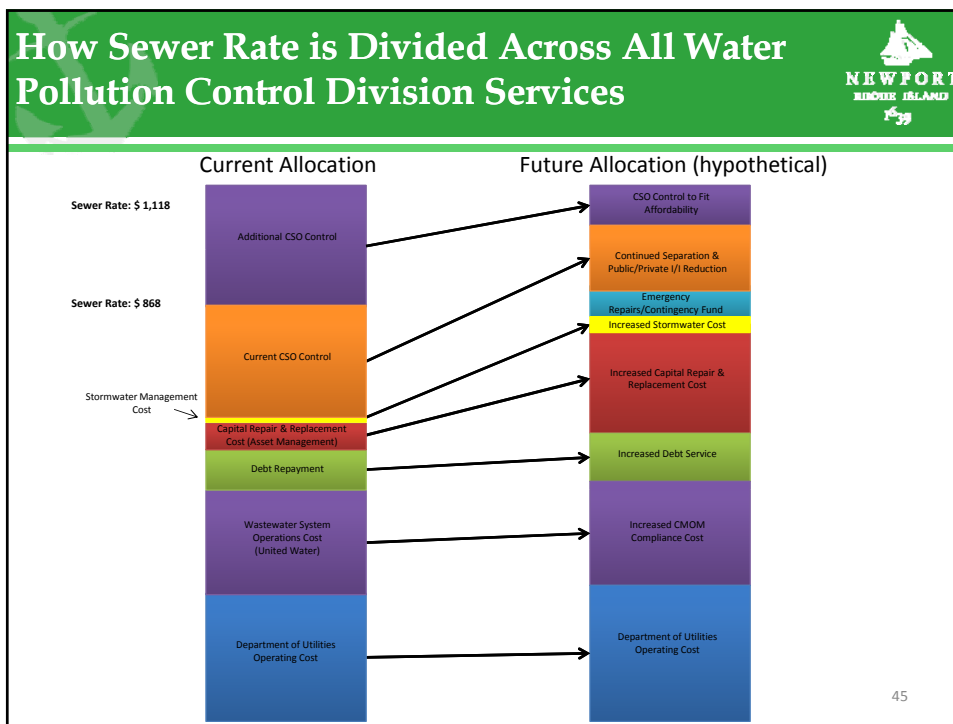 How Sewer Rate is Divided Across All Water
Pollution Control Division Services
NEWPORT
RHODE ISLAND
1639
Current Allocation
Future Allocation (hypothetical)
Sewer Rate: $ 1,118
Additional CSO Control
Sewer Rate: $ 868
Current CSO Control
Stormwater Management
Cost
Capital Repair & Replacement
Cost (Asset Management)
Debt Repayment
Wastewater System
Operations Cost
(United Water)
Department of Utilities
Operating Cost
CSO Control to Fit
Affordability
Continued Separation &
Public/Private I/I Reduction
Emergency
Repairs/Contingency Fund
Increased Stormwater Cost
Increased Capital Repair &
Replacement Cost
Increased Debt Service
Increased CMOM
Compliance Cost
Department of Utilities
Operating Cost
45